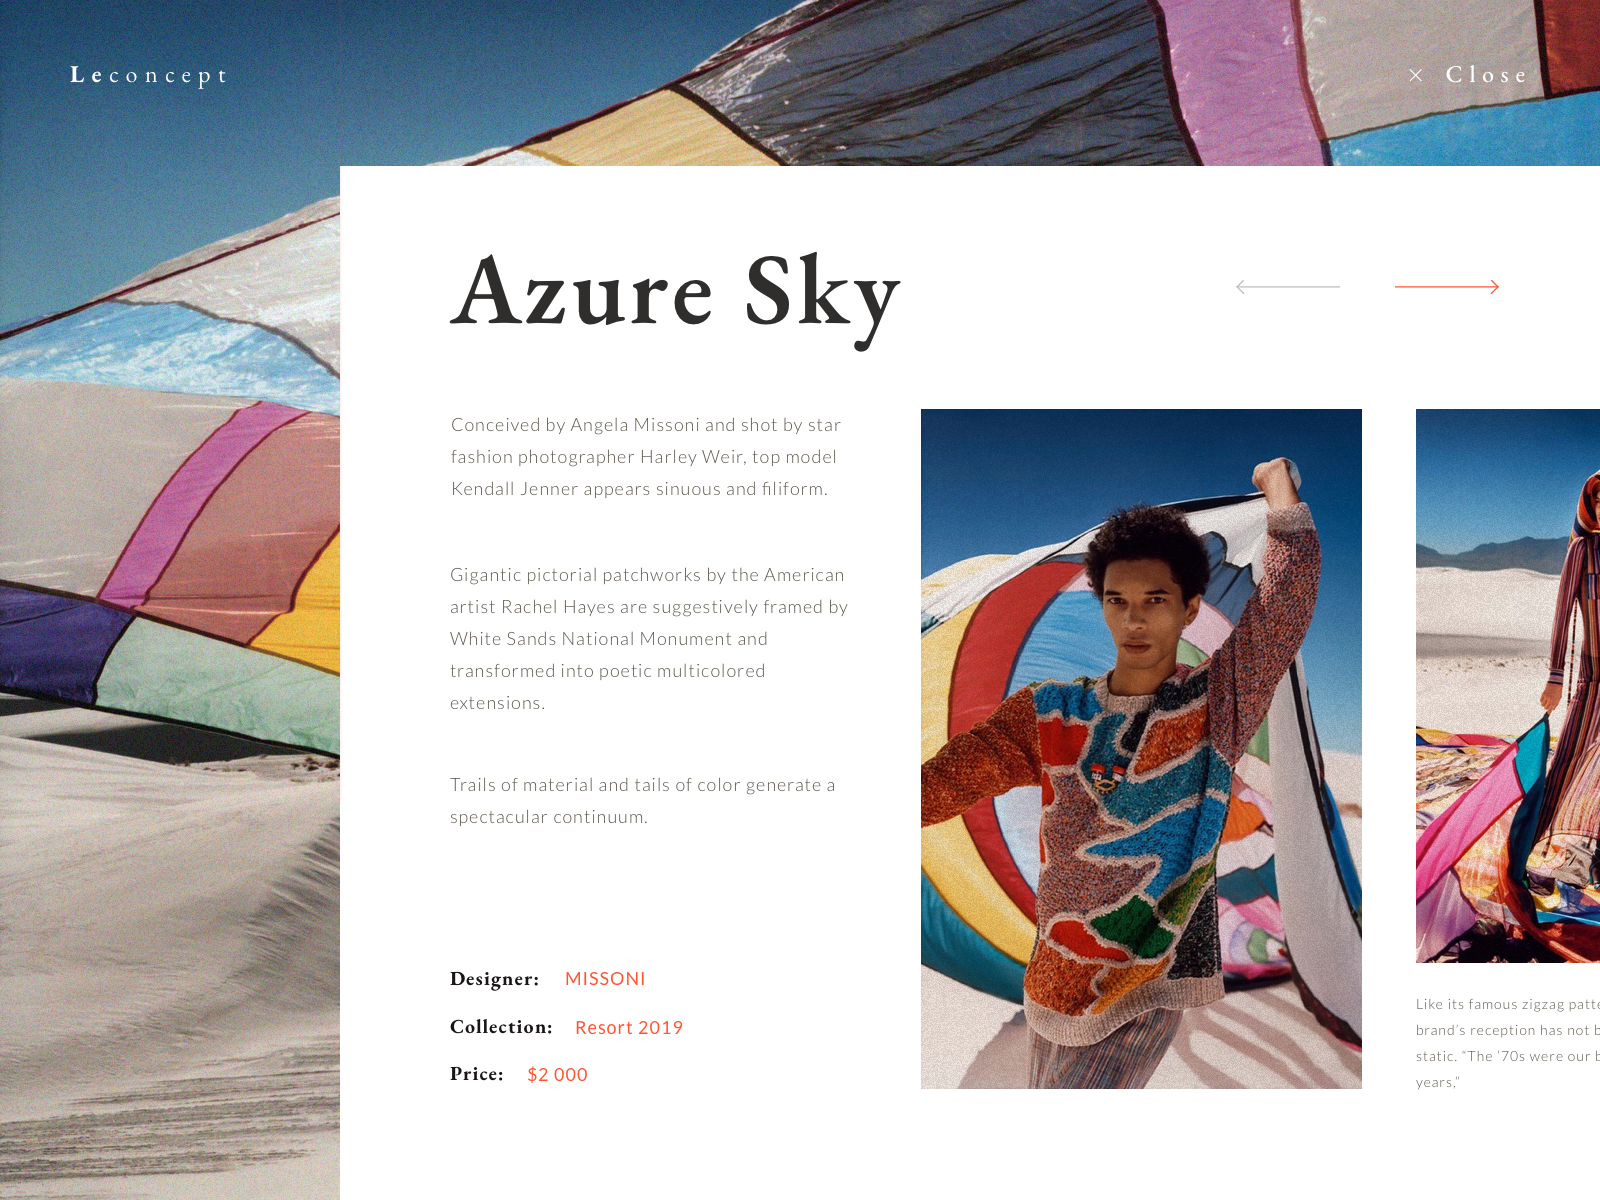 Leconcept
× Close
Azure Sky
Conceived by Angela Missoni and shot by star
fashion photographer Harley Weir, top model
Kendall Jenner appears sinuous and filiform.
Gigantic pictorial patchworks by the American
artist Rachel Hayes are suggestively framed by
White Sands National Monument and
transformed into poetic multicolored
extensions.
Trails of material and tails of color generate a
spectacular continuum.
Designer: MISSONI
Collection: Resort 2019
Price: $2 000
Like its famous zigzag
brand’s reception has not
static. “The ’70s were our
years,”